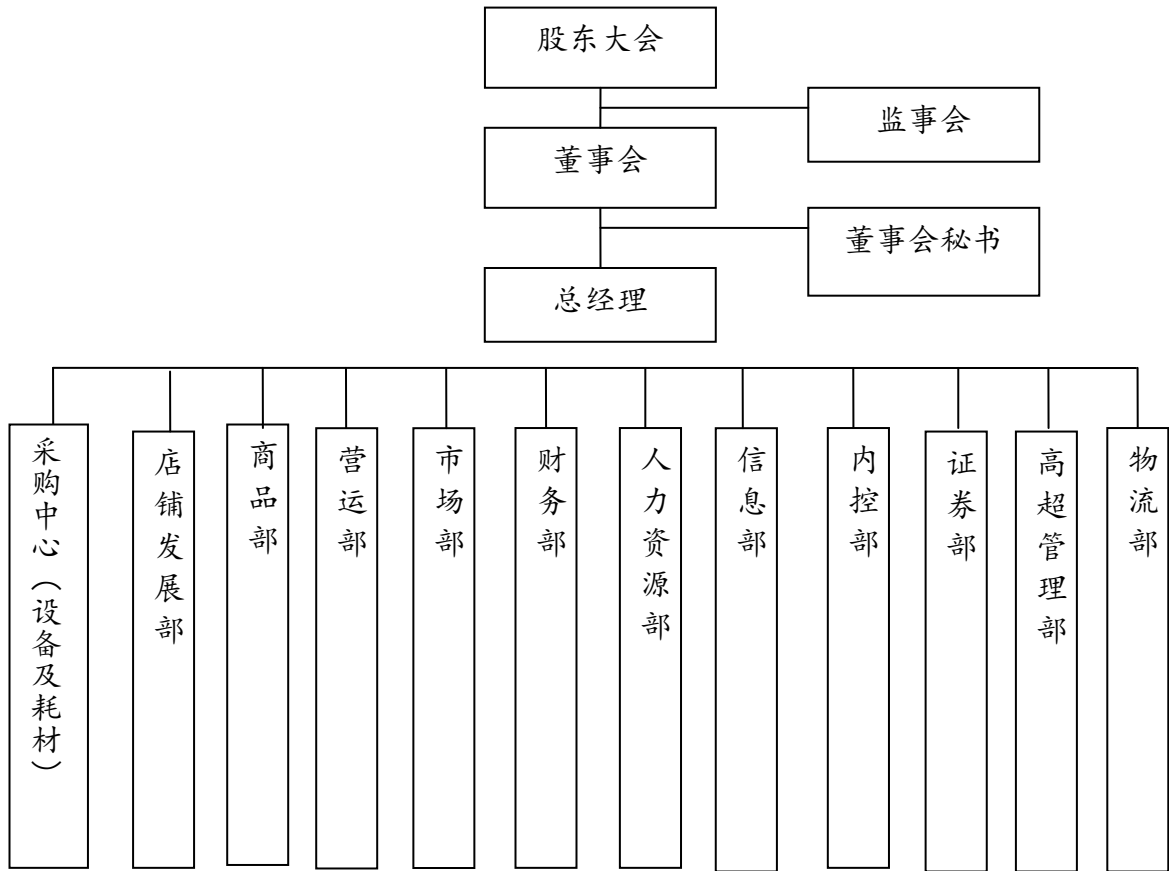 股东大会
监事会
董事会
董事会秘书
总经理
采购中心（设备及耗材）
店铺发展部
商品部
营运部
市场部
财务部
人力资源部
信息部
内控部
证券部
高超管理部
物流部